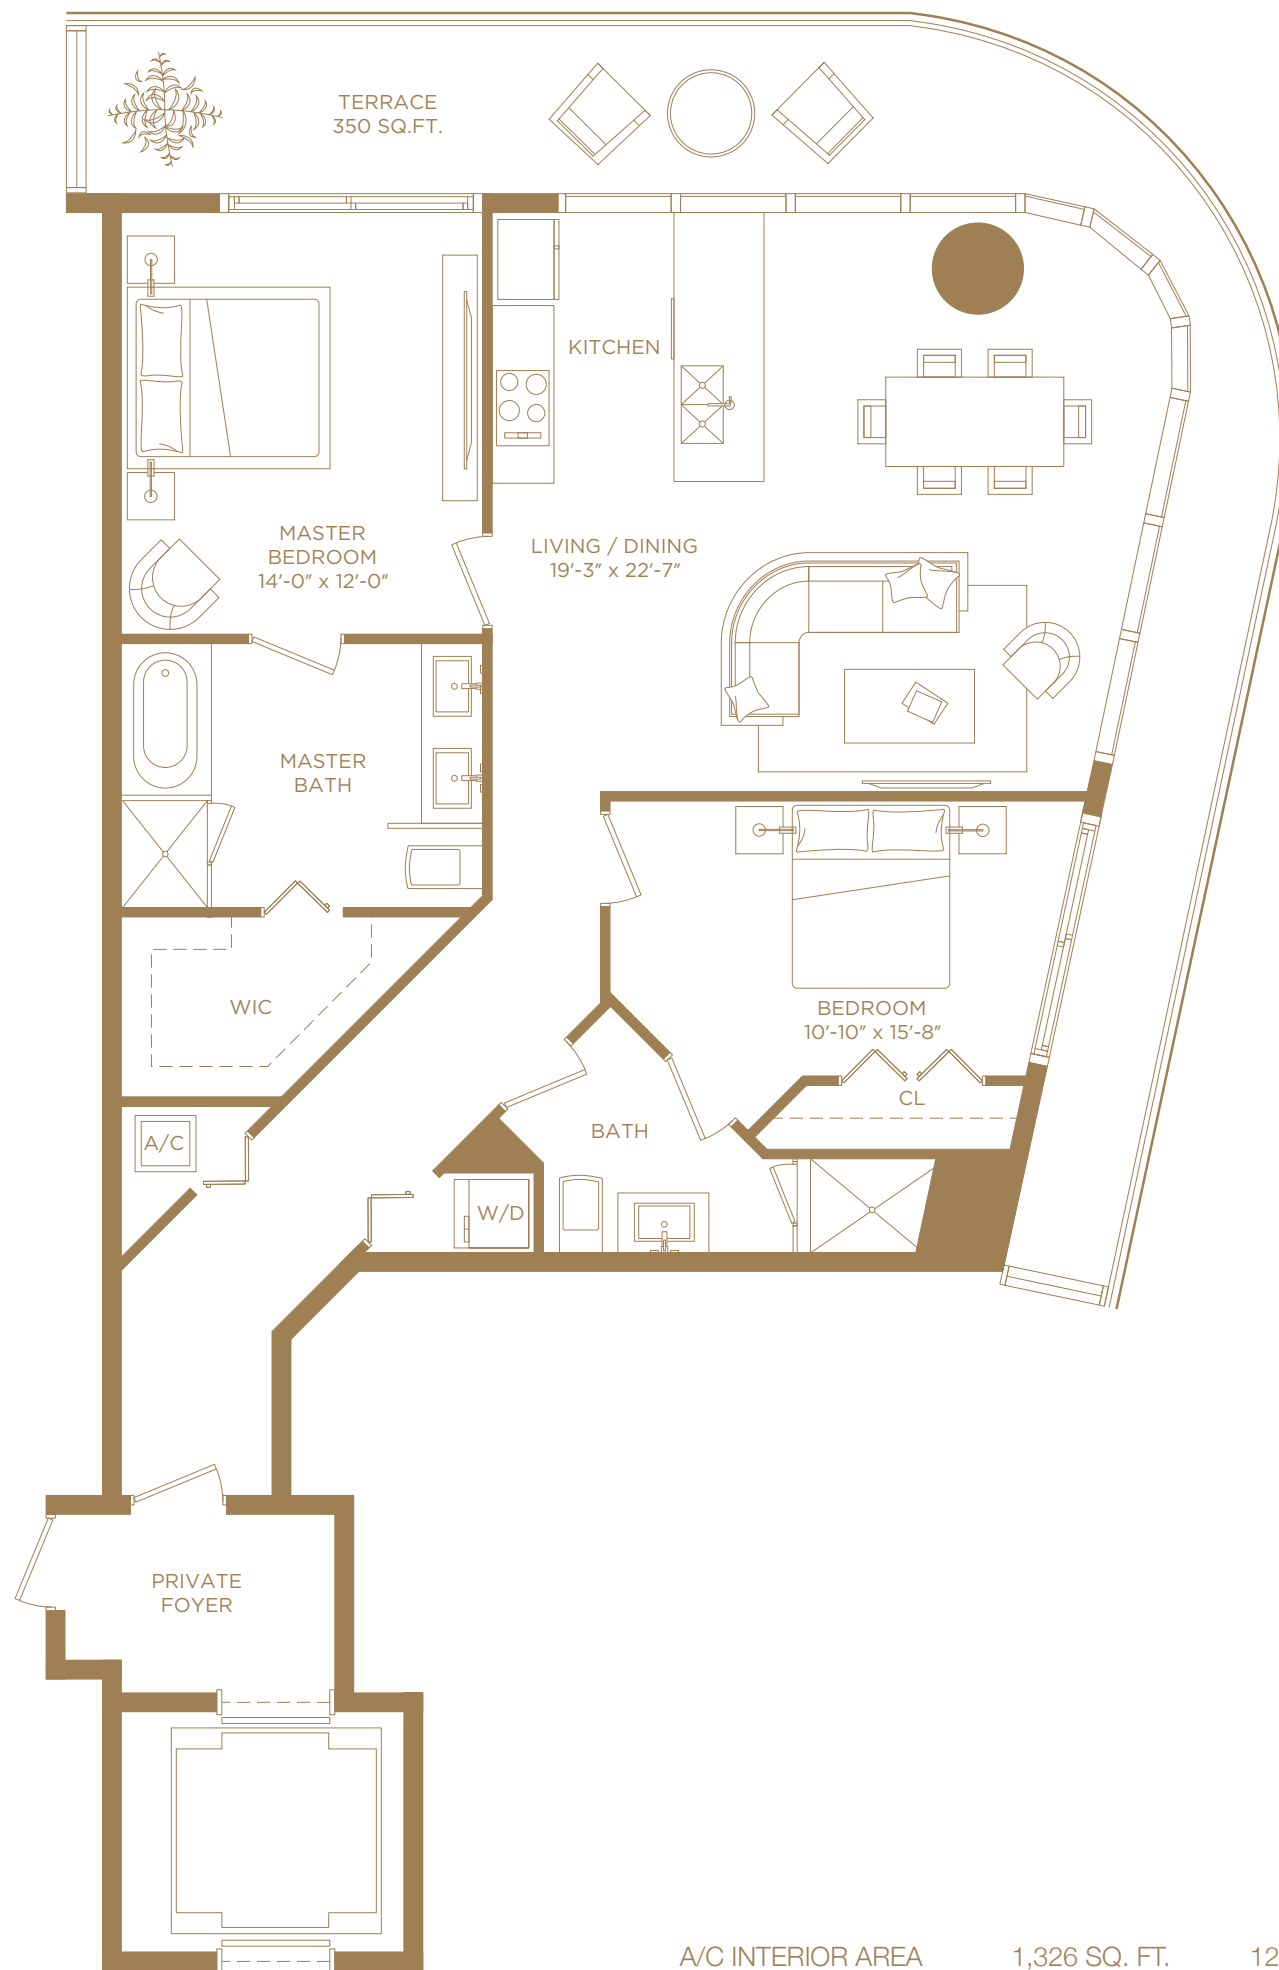 TERRACE
350 SQ.FT.
KITCHEN
MASTER
BEDROOM
14'-0" x 12'-0"
LIVING / DINING
19'-3" x 22'-7"
MASTER
BATH
WIC
BEDROOM
10'-10" x 15'-8"
CL
A/C
BATH
W/D
PRIVATE
FOYER
A/C INTERIOR AREA 1,326 SQ. FT. 12